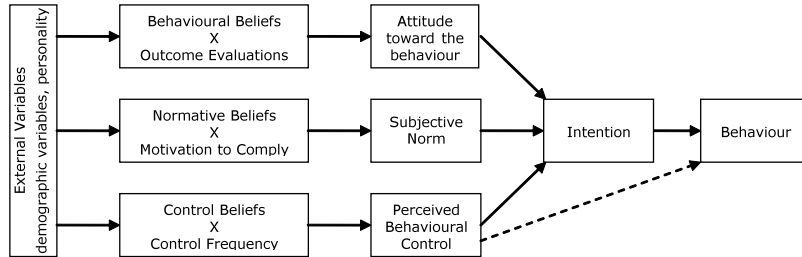 External Variables
demographic variables, personality
Behavioural Beliefs
X
Outcome Evaluations
Attitude
toward the
behaviour
Normative Beliefs
X
Motivation to Comply
Subjective
Norm
Control Beliefs
X
Control Frequency
Perceived
Behavioural
Control
Intention
Behaviour